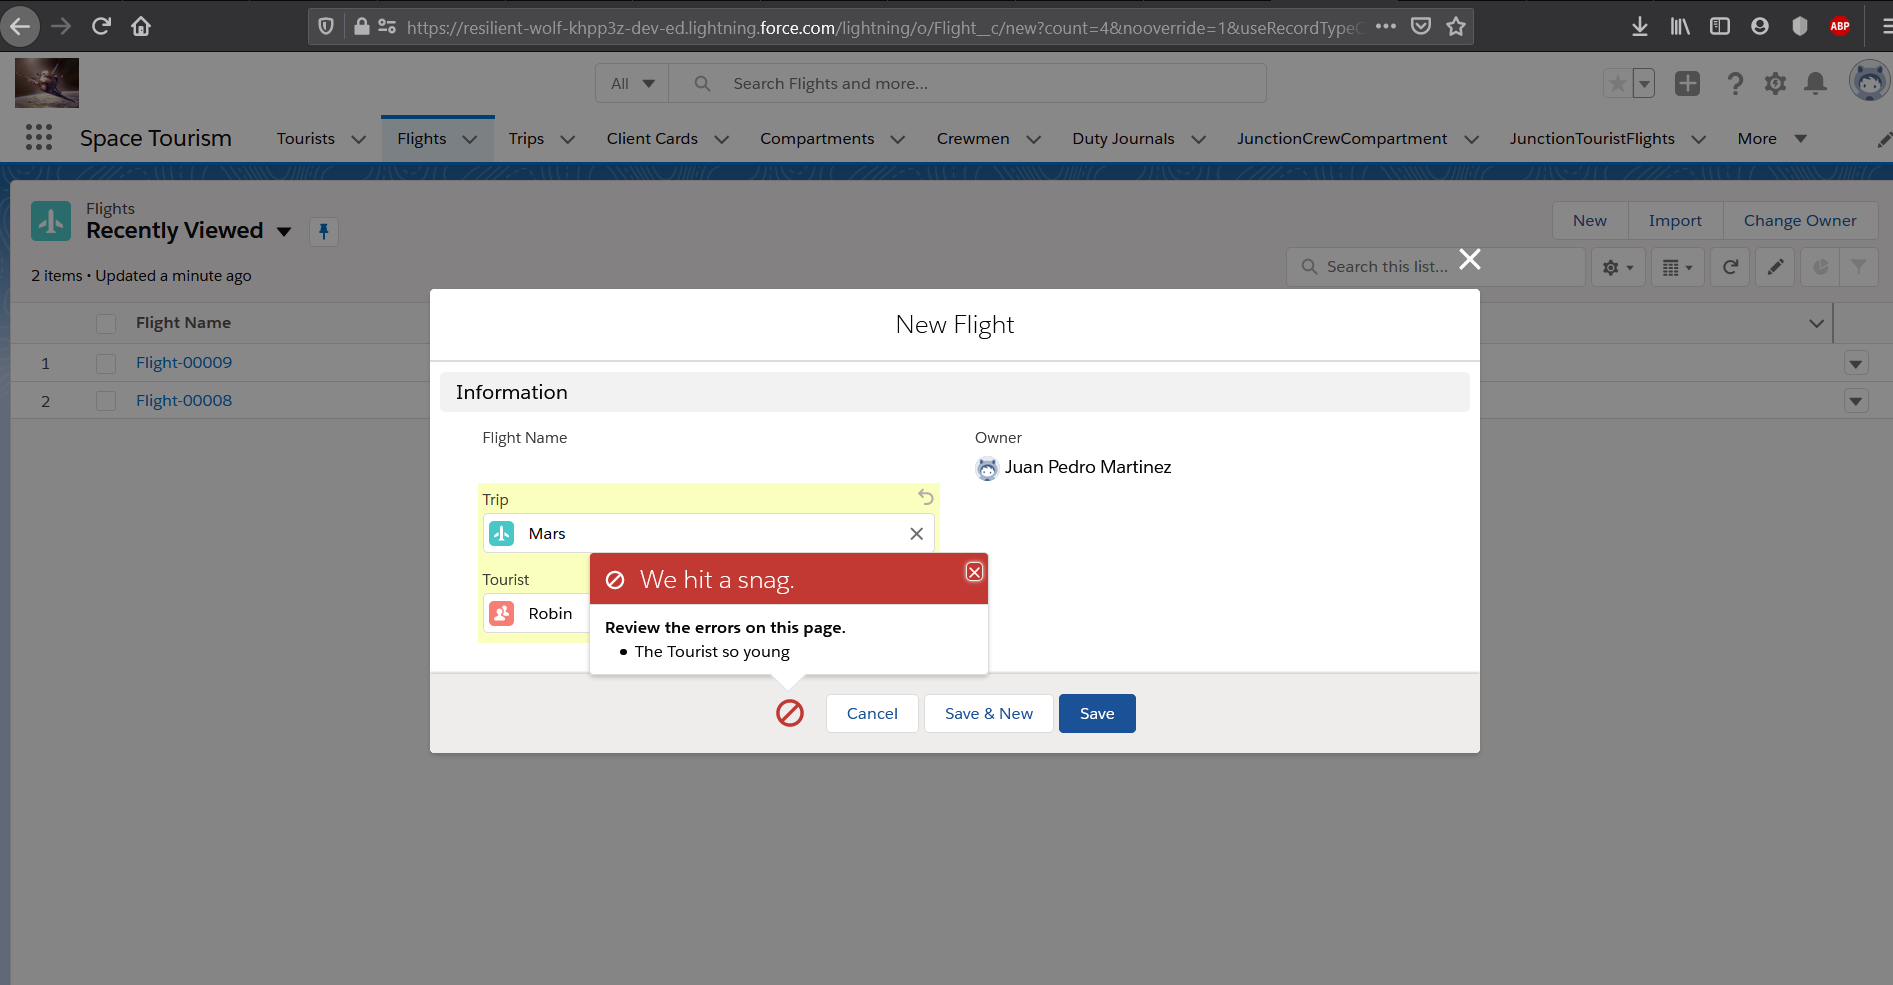 https://resilient-wolf-khpp3z-dev-ed.lightning.force.com/lightning/o/Flight__c/new?count=4&nooverride=1&useRecordTypeC
ABP
All
Search Flights and more...
Space Tourism
Tourists
Flights
Trips
Client Cards
Compartments
Crewmen
Duty Journals
JunctionCrewCompartment
JunctionTouristFlights
More
Flights
Recently Viewed
New
Import
Change Owner
2 items • Updated a minute ago
Search this list...
Flight Name
1
Flight-00009
2
Flight-00008
New Flight
Information
Flight Name
Owner
Juan Pedro Martinez
Trip
Mars
Tourist
Robin
We hit a snag.
Review the errors on this page.
• The Tourist so young
Cancel
Save & New
Save